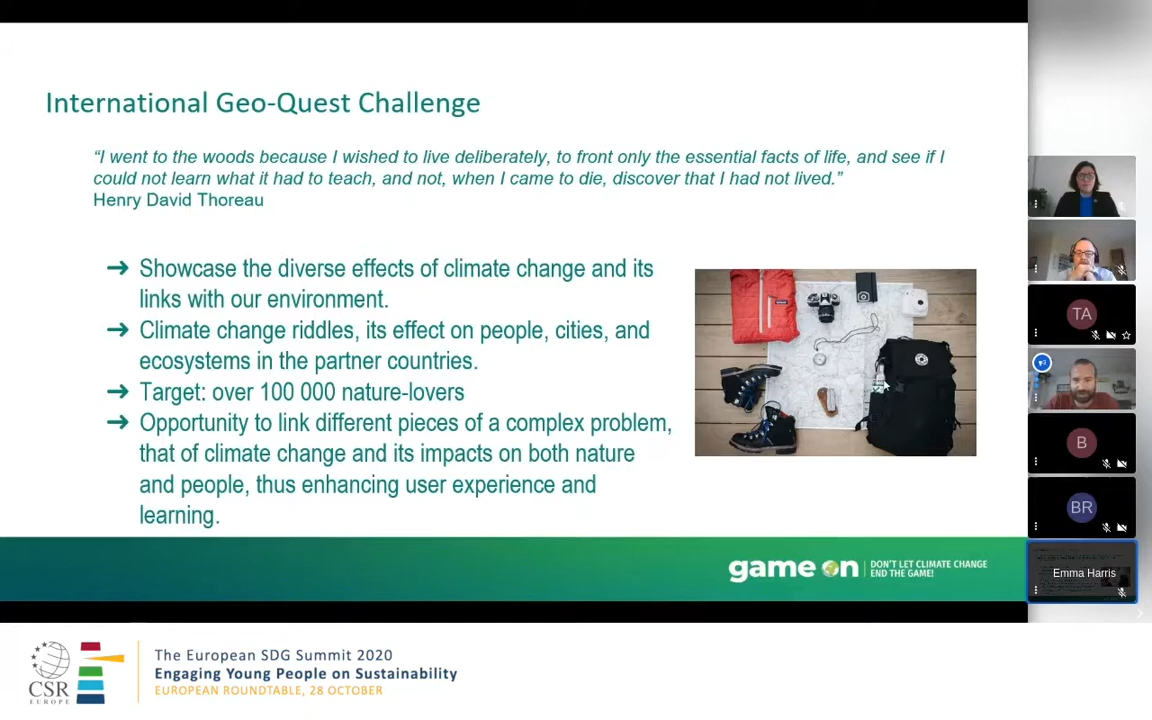 International Geo-Quest Challenge
“I went to the woods because I wished to live deliberately, to front only the essential facts of life, and see if I
could not learn what it had to teach, and not, when I came to die, discover that I had not lived.”
Henry David Thoreau
➔ Showcase the diverse effects of climate change and its
links with our environment.
➔ Climate change riddles, its effect on people, cities, and
ecosystems in the partner countries.
➔ Target: over 100 000 nature-lovers
➔ Opportunity to link different pieces of a complex problem,
that of climate change and its impacts on both nature
and people, thus enhancing user experience and
learning.
game on
DON'T LET CLIMATE CHANGE
END THE GAME!
TA
B
BR
Emma Harris
CSR
EUROPE
The European SDG Summit 2020
Engaging Young People on Sustainability
EUROPEAN ROUNDTABLE, 28 OCTOBER